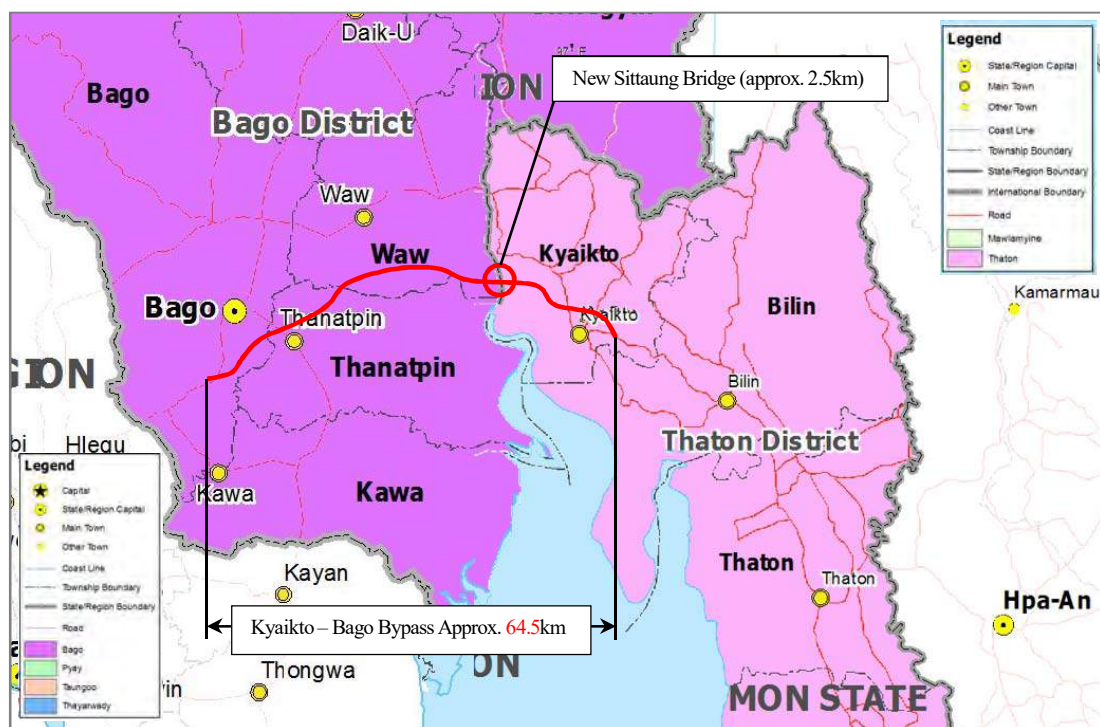 Daik-U
97° E
ION
New Sittaung Bridge (approx. 2.5km)
Bago
Bago District
Waw
Waw
Kyaikto
Bilin
Bago
Thanatpin
Kyaikto
Thanatpin
ION
Bilin
Thaton District
Hlegu
Kawa
Kawa
Thaton
Thaton
Kayan
Hpa-An
Kamarmau
Kyaikto – Bago Bypass Approx. 64.5km
Thongwa
ON
MON STATE
Legend
State/Region Capital
Main Town
Other Town
Coast Line
Township Boundary
State/Region Boundary
International Boundary
Road
Mawlamyine
Thaton
Legend
Capital
State/Region Capital
Main Town
Other Town
Coast Line
Township Boundary
State/Region Boundary
Road
Bago
Pyay
Taungoo
Thayarwady